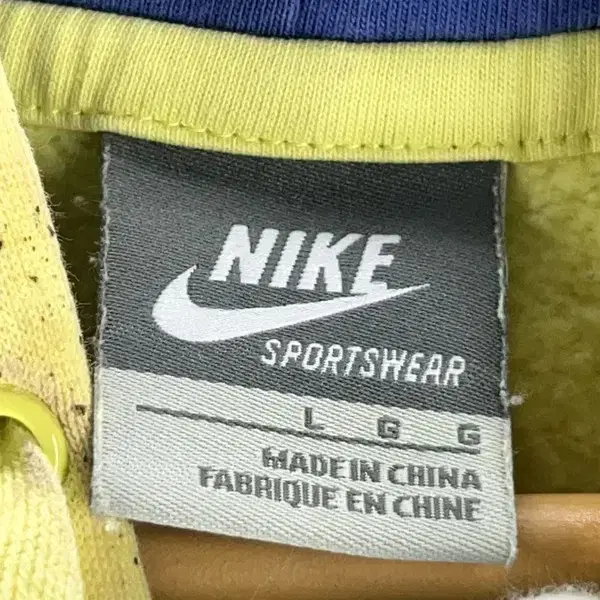 NIKE
SPORTSWEAR
L G G
MADE IN CHINA
FABRIQUE EN CHINE